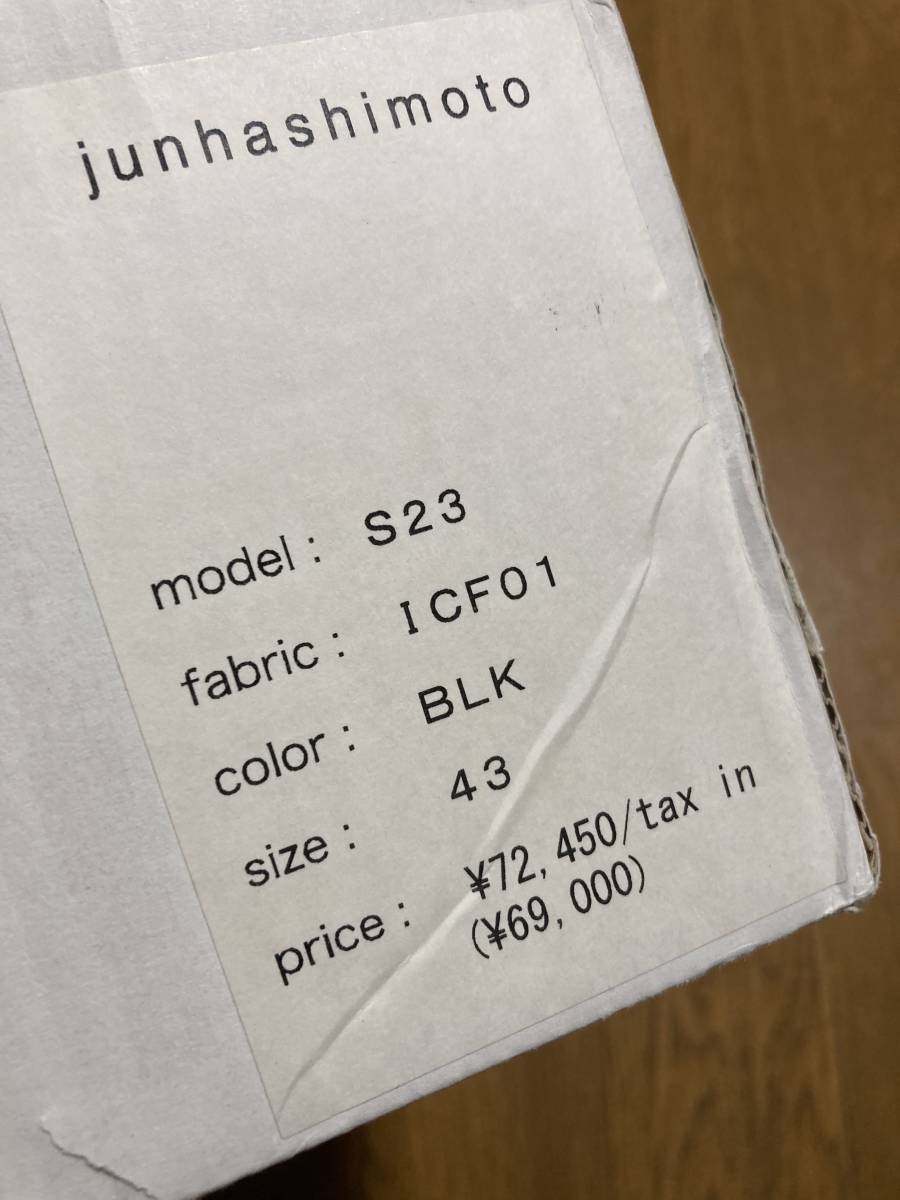 junhashimoto
model: S23
fabric: ICF01
color: BLK
size: 43
price: ¥72,450/tax in
(¥69,000)